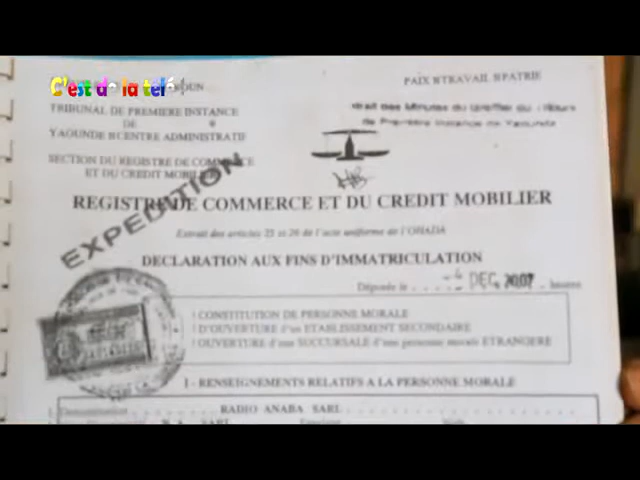 C'est de la télé!
PAIX TRAVAIL PATRIE
TRIBUNAL DE PREMIERE INSTANCE
DE
YAOUNDE CENTRE ADMINISTRATIF
Extrait des Minutes du Greffe du
de Première Instance de Yaoundé
SECTION DU REGISTRE DE COMMERCE
ET DU CREDIT MOBILIER
EXPEDITION
REGISTRE DE COMMERCE ET DU CREDIT MOBILIER
Extrait des articles 25 et 26 de l'acte uniforme de l'OHADA
DECLARATION AUX FINS D'IMMATRICULATION
Déposée le DEC 2007 heures
CONSTITUTION DE PERSONNE MORALE
D'OUVERTURE d'un ETABLISSEMENT SECONDAIRE
OUVERTURE d'une SUCCURSALE d'une personne morale ETRANGERE
I - RENSEIGNEMENTS RELATIFS A LA PERSONNE MORALE
1. Dénomination RADIO ANABA SARL
SARL